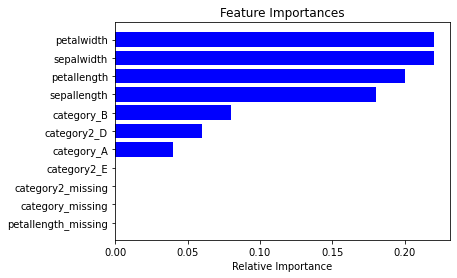 Feature Importances
petalwidth
sepalwidth
petallength
sepallength
category_B
category2_D
category_A
category2_E
category2_missing
category_missing
petallength_missing
0.00 0.05 0.10 0.15 0.20
Relative Importance